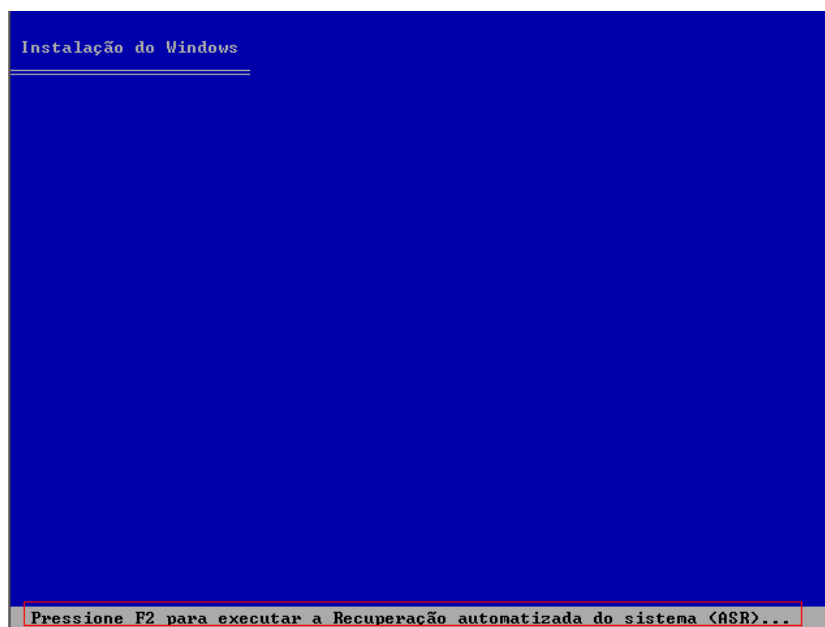 Instalação do Windows
Pressione F2 para executar a Recuperação automatizada do sistema (ASR)...